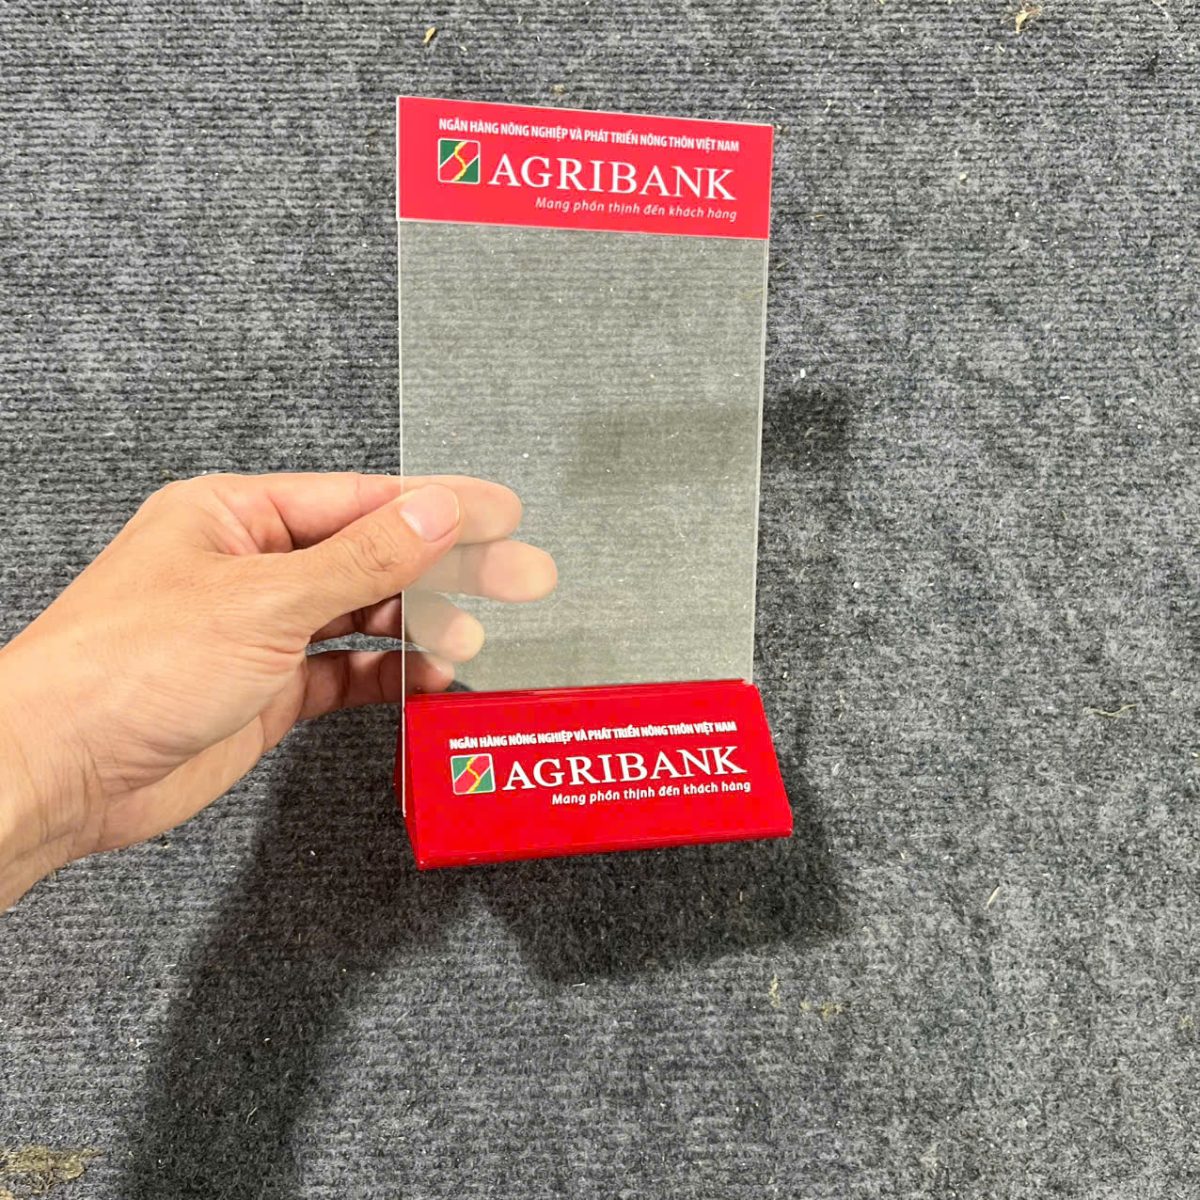 NGÂN HÀNG NÔNG NGHIỆP VÀ PHÁT TRIỂN NÔNG THÔN VIỆT NAM
AGRIBANK
Mang phồn thịnh đến khách hàng
NGÂN HÀNG NÔNG NGHIỆP VÀ PHÁT TRIỂN NÔNG THÔN VIỆT NAM
AGRIBANK
Mang phồn thịnh đến khách hàng